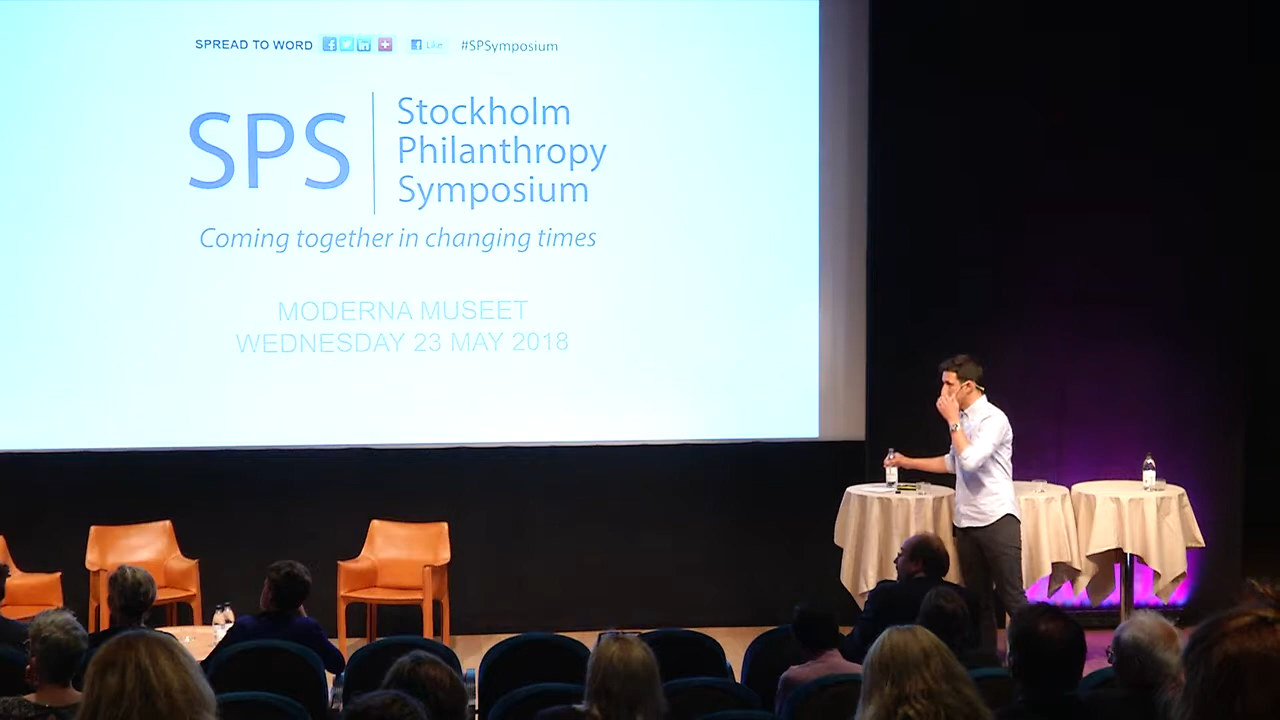 SPREAD TO WORD Like #SPSymposium
SPS
Stockholm
Philanthropy
Symposium
Coming together in changing times
MODERNA MUSEET
WEDNESDAY 23 MAY 2018